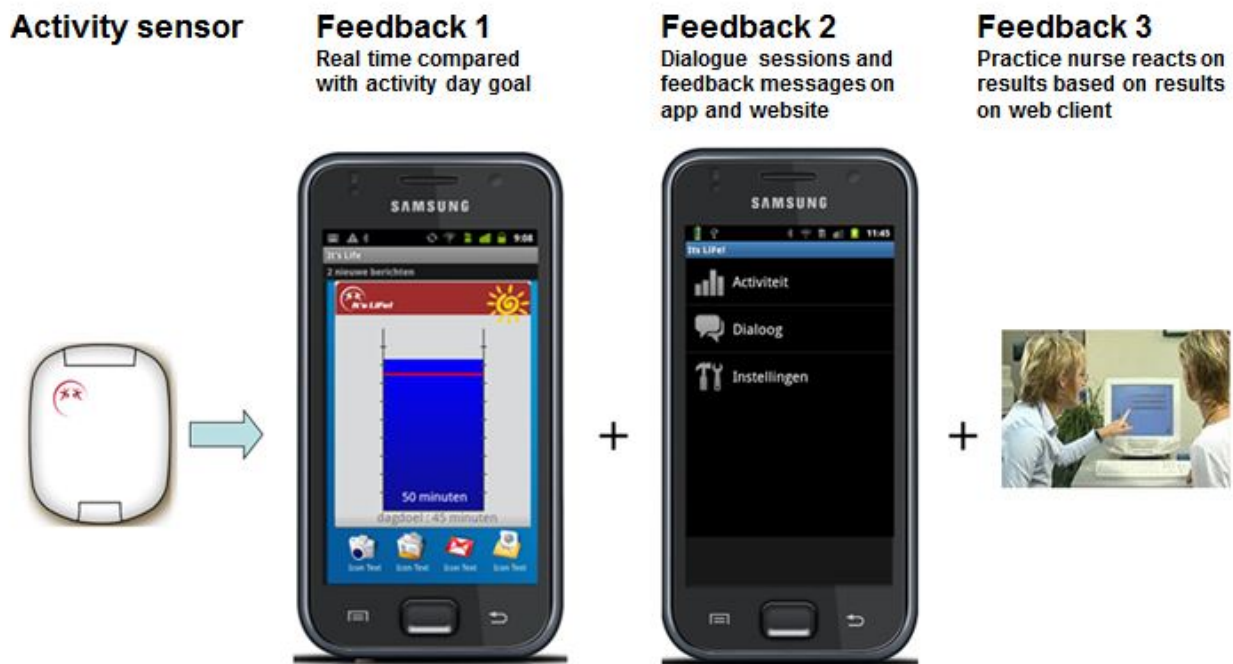 Activity sensor
Feedback 1
Real time compared
with activity day goal
Feedback 2
Dialogue sessions and
feedback messages on
app and website
Feedback 3
Practice nurse reacts on
results based on results
on web client
SAMSUNG
9:08
It's Life
2 nieuwe berichten
It's LiFe!
50 minuten
dagdoel : 45 minuten
Icon Text Icon Text Icon Text Icon Text
+
SAMSUNG
11:45
Its LiFe!
Activiteit
Dialoog
Instellingen
+